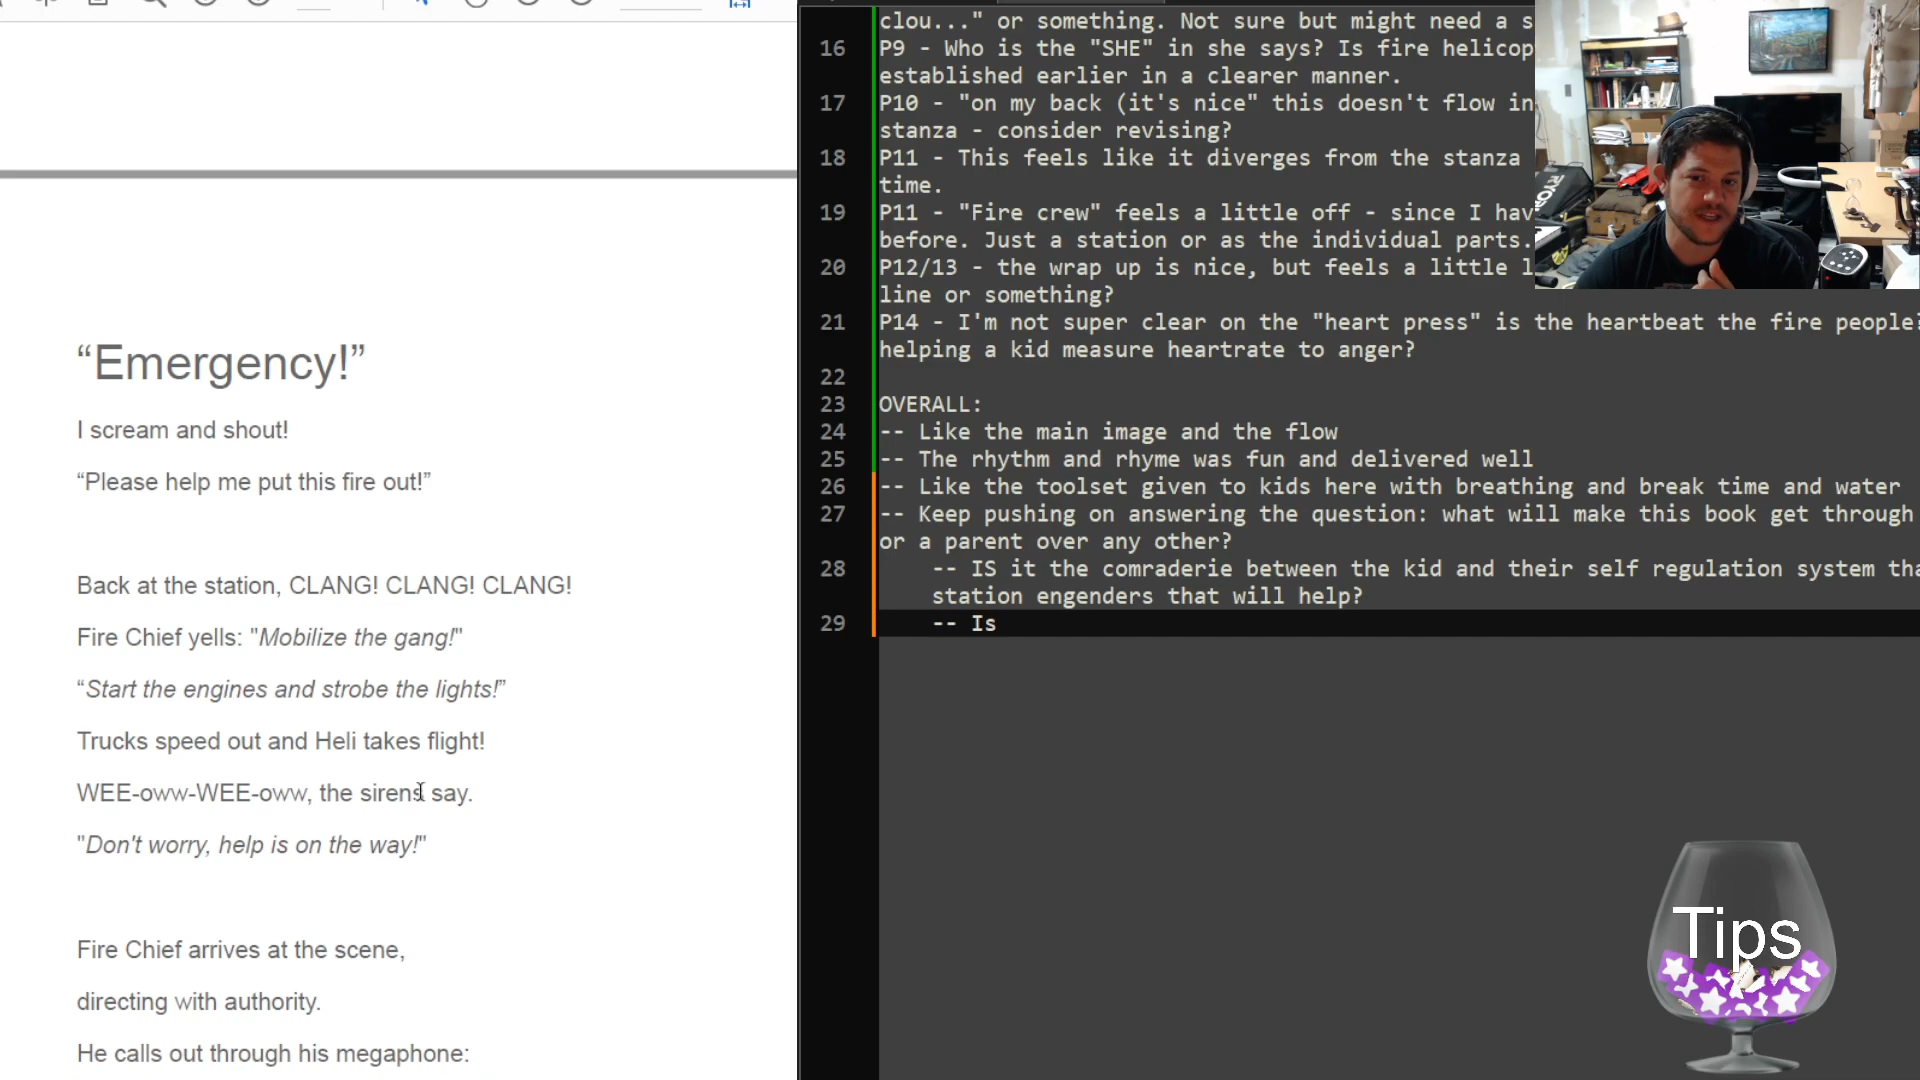 “Emergency!”
I scream and shout!
“Please help me put this fire out!”
Back at the station, CLANG! CLANG! CLANG!
Fire Chief yells: "Mobilize the gang!"
“Start the engines and strobe the lights!”
Trucks speed out and Heli takes flight!
WEE-oww-WEE-oww, the sirens say.
"Don't worry, help is on the way!"
Fire Chief arrives at the scene,
directing with authority.
He calls out through his megaphone:
clou..." or something. Not sure but might need a s
16 P9 - Who is the "SHE" in she says? Is fire helicop
established earlier in a clearer manner.
17 P10 - "on my back (it's nice" this doesn't flow in
stanza - consider revising?
18 P11 - This feels like it diverges from the stanza
time.
19 P11 - "Fire crew" feels a little off - since I hav
before. Just a station or as the individual parts.
20 P12/13 - the wrap up is nice, but feels a little l
line or something?
21 P14 - I'm not super clear on the "heart press" is the heartbeat the fire people?
helping a kid measure heartrate to anger?
22
23 OVERALL:
24 -- Like the main image and the flow
25 -- The rhythm and rhyme was fun and delivered well
26 -- Like the toolset given to kids here with breathing and break time and water
27 -- Keep pushing on answering the question: what will make this book get through
or a parent over any other?
28 -- IS it the comraderie between the kid and their self regulation system tha
station engenders that will help?
29 -- Is
RYOBI
Tips